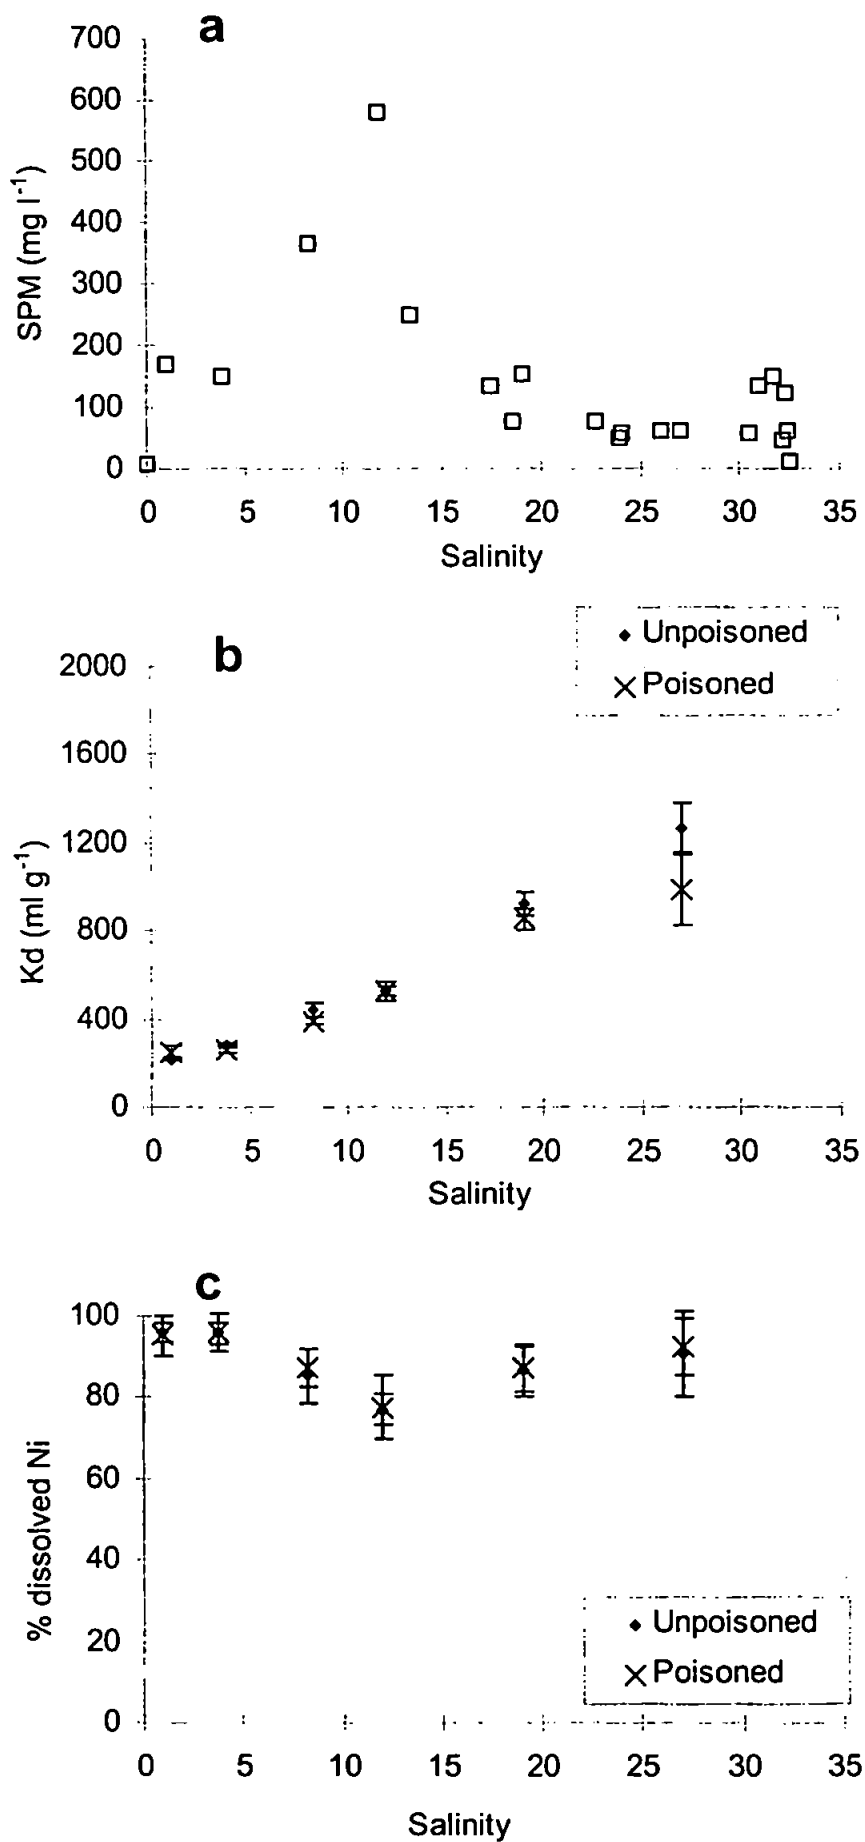 a
700
600
500
400
300
200
100
0
SPM (mg l⁻¹)
0 5 10 15 20 25 30 35
Salinity
b
Unpoisoned
Poisoned
2000
1600
1200
800
400
0
Kd (ml g⁻¹)
0 5 10 15 20 25 30 35
Salinity
c
100
80
60
40
20
0
% dissolved Ni
Unpoisoned
Poisoned
0 5 10 15 20 25 30 35
Salinity